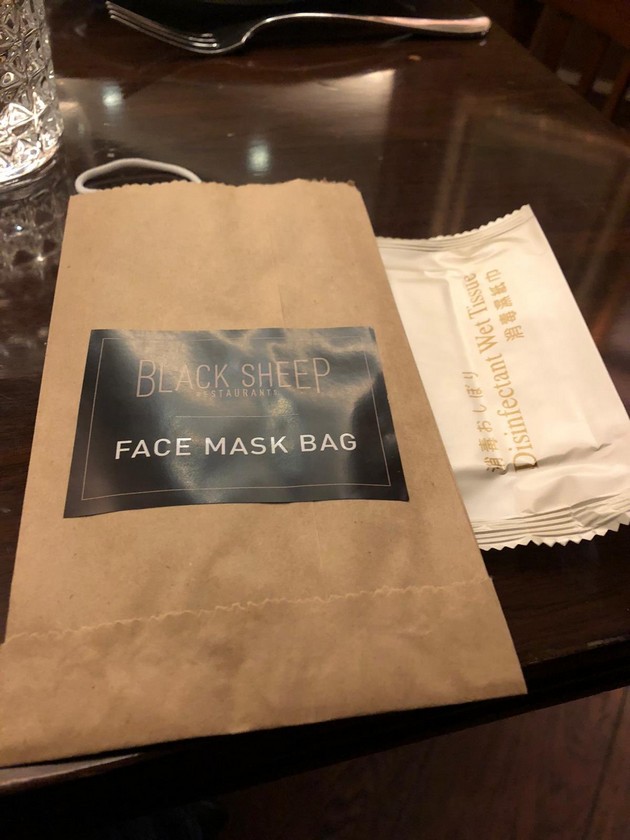 BLACK SHEEP
RESTAURANTS
FACE MASK BAG
消毒おしぼり
Disinfectant Wet Tissue
消毒濕紙巾